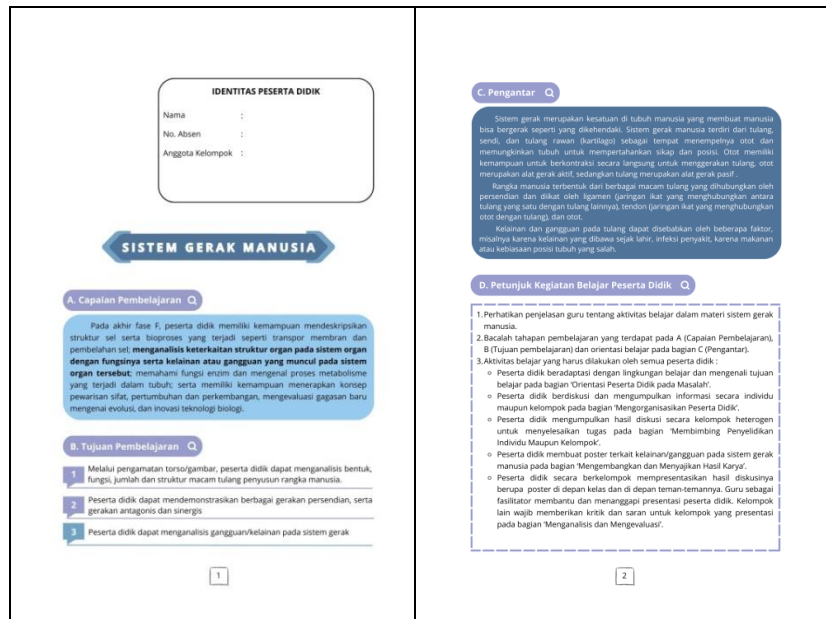 IDENTITAS PESERTA DIDIK
Nama :
No. Absen :
Anggota Kelompok :
SISTEM GERAK MANUSIA
A. Capaian Pembelajaran
Pada akhir fase F, peserta didik memiliki kemampuan mendeskripsikan
struktur sel serta bioproses yang terjadi seperti transpor membran dan
pembelahan sel; menganalisis keterkaitan struktur organ pada sistem organ
dengan fungsinya serta kelainan atau gangguan yang muncul pada sistem
organ tersebut; memahami fungsi enzim dan mengenal proses metabolisme
yang terjadi dalam tubuh; serta memiliki kemampuan menerapkan konsep
pewarisan sifat, pertumbuhan dan perkembangan, mengevaluasi gagasan baru
mengenai evolusi, dan inovasi teknologi biologi.
B. Tujuan Pembelajaran
1 Melalui pengamatan torso/gambar, peserta didik dapat menganalisis bentuk,
fungsi, jumlah dan struktur macam tulang penyusun rangka manusia.
2 Peserta didik dapat mendemonstrasikan berbagai gerakan persendian, serta
gerakan antagonis dan sinergis
3 Peserta didik dapat menganalisis gangguan/kelainan pada sistem gerak
1
C. Pengantar
Sistem gerak merupakan kesatuan di tubuh manusia yang membuat manusia
bisa bergerak seperti yang dikehendaki. Sistem gerak manusia terdiri dari tulang,
sendi, dan tulang rawan (kartilago) sebagai tempat menempelnya otot dan
memungkinkan tubuh untuk mempertahankan sikap dan posisi. Otot memiliki
kemampuan untuk berkontraksi secara langsung untuk menggerakan tulang, otot
merupakan alat gerak aktif, sedangkan tulang merupakan alat gerak pasif .
Rangka manusia terbentuk dari berbagai macam tulang yang dihubungkan oleh
persendian dan diikat oleh ligamen (jaringan ikat yang menghubungkan antara
tulang yang satu dengan tulang lainnya), tendon (jaringan ikat yang menghubungkan
otot dengan tulang), dan otot.
Kelainan dan gangguan pada tulang dapat disebabkan oleh beberapa faktor,
misalnya karena kelainan yang dibawa sejak lahir, infeksi penyakit, karena makanan
atau kebiasaan posisi tubuh yang salah.
D. Petunjuk Kegiatan Belajar Peserta Didik
1.Perhatikan penjelasan guru tentang aktivitas belajar dalam materi sistem gerak
manusia.
2.Bacalah tahapan pembelajaran yang terdapat pada A (Capaian Pembelajaran),
B (Tujuan pembelajaran) dan orientasi belajar pada bagian C (Pengantar).
3.Aktivitas belajar yang harus dilakukan oleh semua peserta didik :
Peserta didik beradaptasi dengan lingkungan belajar dan mengenali tujuan
belajar pada bagian 'Orientasi Peserta Didik pada Masalah'.
Peserta didik berdiskusi dan mengumpulkan informasi secara individu
maupun kelompok pada bagian 'Mengorganisasikan Peserta Didik'.
Peserta didik mengumpulkan hasil diskusi secara kelompok heterogen
untuk menyelesaikan tugas pada bagian 'Membimbing Penyelidikan
Individu Maupun Kelompok'.
Peserta didik membuat poster terkait kelainan/gangguan pada sistem gerak
manusia pada bagian 'Mengembangkan dan Menyajikan Hasil Karya'.
Peserta didik secara berkelompok mempresentasikan hasil diskusinya
berupa poster di depan kelas dan di depan teman-temannya. Guru sebagai
fasilitator membantu dan menanggapi presentasi peserta didik. Kelompok
lain wajib memberikan kritik dan saran untuk kelompok yang presentasi
pada bagian 'Menganalisis dan Mengevaluasi'.
2